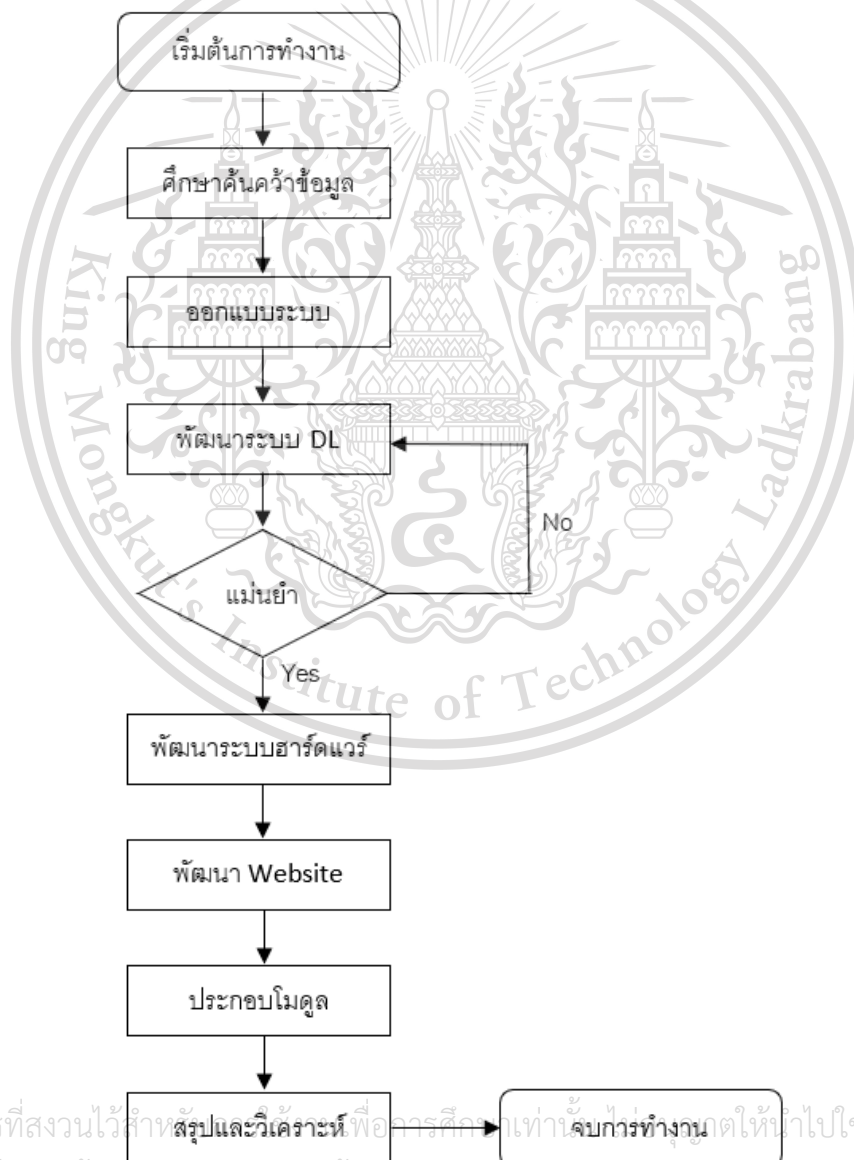 เริ่มต้นการทำงาน
ศึกษาค้นคว้าข้อมูล
ออกแบบระบบ
พัฒนาระบบ DL
No
แม่นยำ
Yes
พัฒนาระบบฮาร์ดแวร์
พัฒนา Website
ประกอบโมดูล
สรุปและวิเคราะห์
จบการทำงาน
King Mongkut's Institute of Technology Ladkrabang